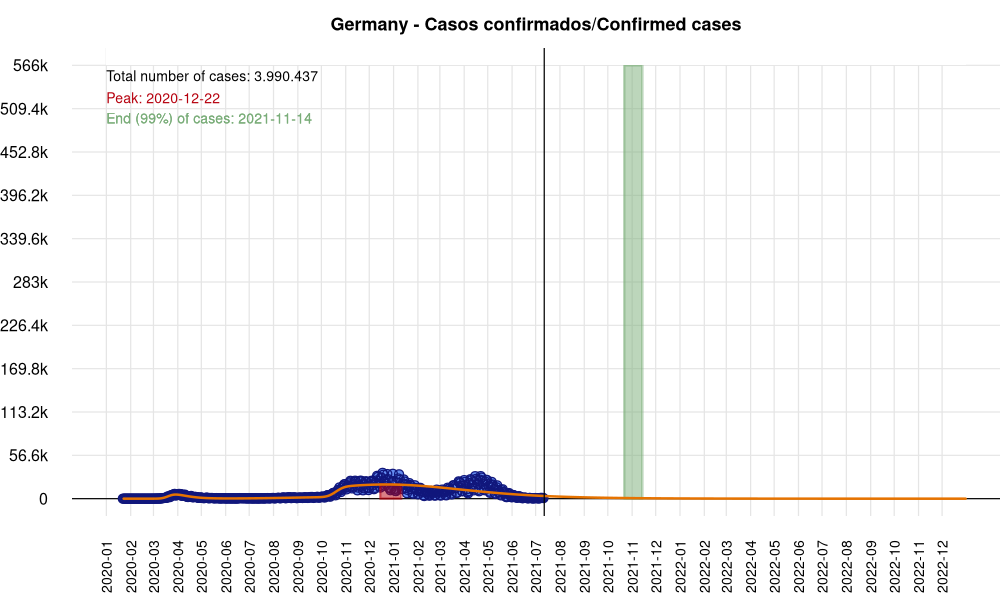 Germany - Casos confirmados/Confirmed cases
566k
509.4k
452.8k
396.2k
339.6k
283k
226.4k
169.8k
113.2k
56.6k
0
Total number of cases: 3.990.437
Peak: 2020-12-22
End (99%) of cases: 2021-11-14
2020-01
2020-02
2020-03
2020-04
2020-05
2020-06
2020-07
2020-08
2020-09
2020-10
2020-11
2020-12
2021-01
2021-02
2021-03
2021-04
2021-05
2021-06
2021-07
2021-08
2021-09
2021-10
2021-11
2021-12
2022-01
2022-02
2022-03
2022-04
2022-05
2022-06
2022-07
2022-08
2022-09
2022-10
2022-11
2022-12